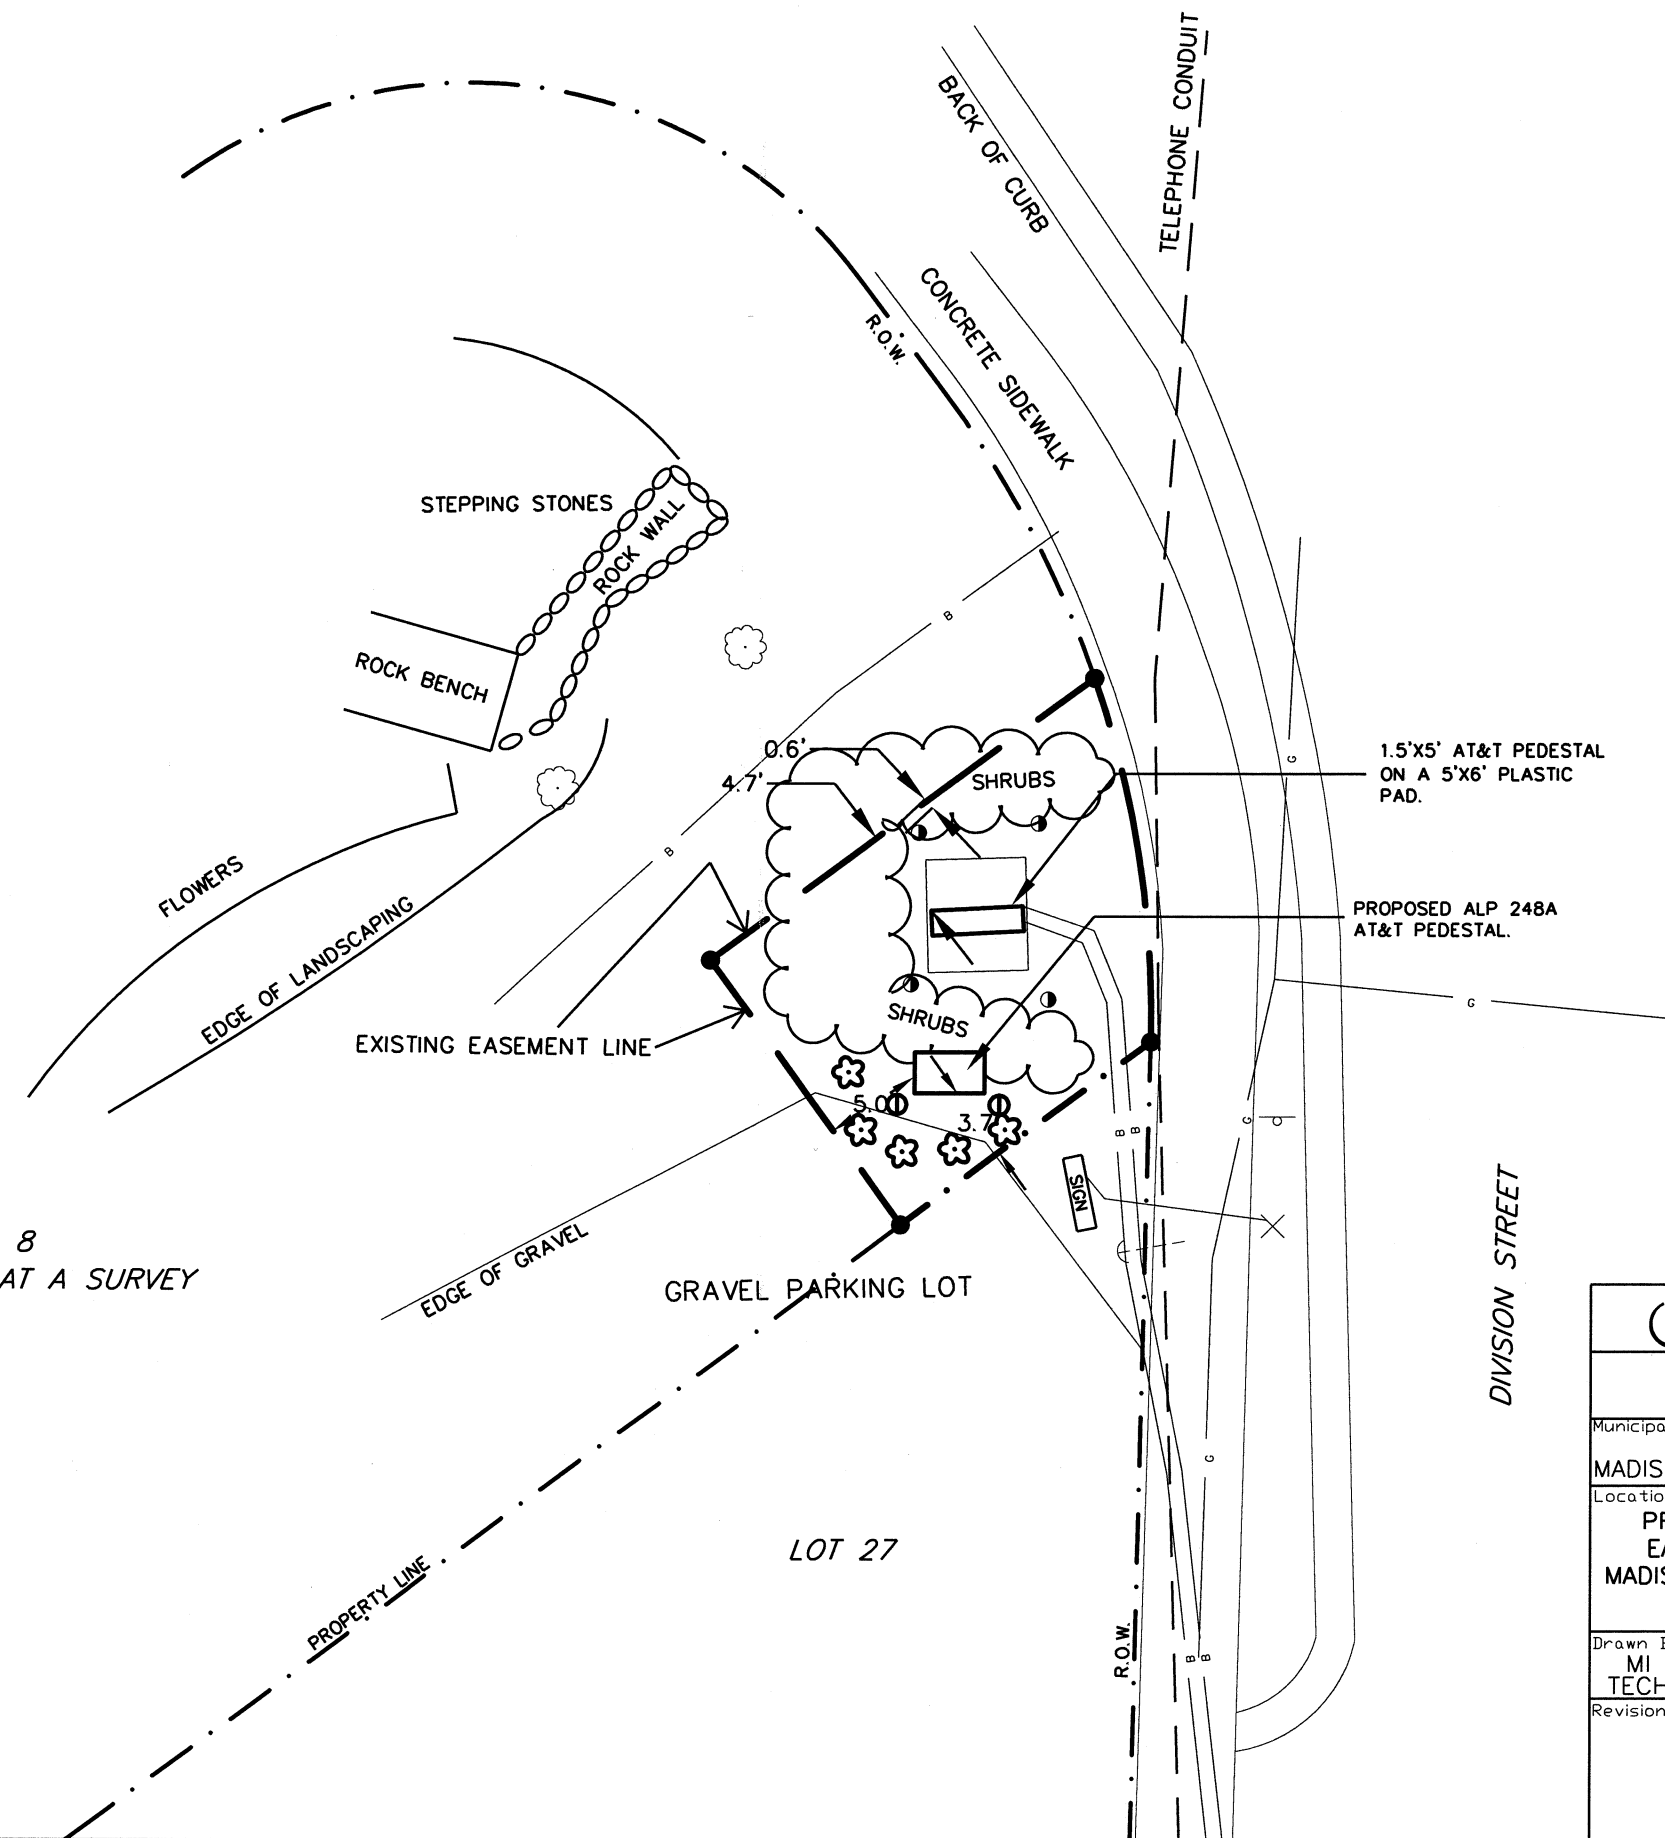 TELEPHONE CONDUIT
BACK OF CURB
CONCRETE SIDEWALK
R.O.W.
STEPPING STONES
ROCK WALL
ROCK BENCH
B
0.6'
4.7'
SHRUBS
G
1.5'X5' AT&T PEDESTAL
ON A 5'X6' PLASTIC
PAD.
B
FLOWERS
EDGE OF LANDSCAPING
PROPOSED ALP 248A
AT&T PEDESTAL.
G
SHRUBS
EXISTING EASEMENT LINE
5.0'
3.7'
B
B
G
SIGN
DIVISION STREET
8
AT A SURVEY
EDGE OF GRAVEL
GRAVEL PARKING LOT
G
LOT 27
PROPERTY LINE
R.O.W.
B
B
Municipa
MADIS
Locatio
PR
EA
MADIS
Drawn B
MI
TECH
Revision